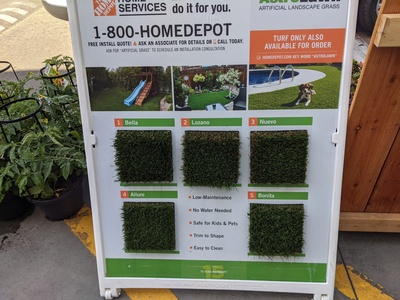 HOME
SERVICES
do it for you.
ARTIFICIAL LANDSCAPE GRASS
1-800-HOMEDEPOT
FREE INSTALL QUOTE! & ASK AN ASSOCIATE FOR DETAILS OR CALL TODAY.
ASK FOR "ARTIFICIAL GRASS" TO SCHEDULE AN INSTALLATION CONSULTATION
TURF ONLY ALSO
AVAILABLE FOR ORDER
HOMEDEPOT.COM KEY WORD "ASTROLAWN"
1 Bella
2 Lozano
3 Nuevo
4 Allure
• Low-Maintenance
• No Water Needed
• Safe for Kids & Pets
• Trim to Shape
• Easy to Clean
5 Bonita